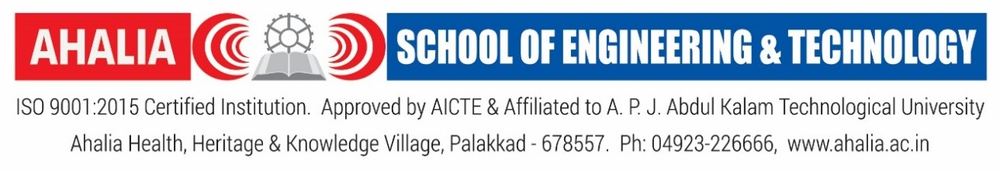 AHALIA SCHOOL OF ENGINEERING & TECHNOLOGY
ISO 9001:2015 Certified Institution. Approved by AICTE & Affiliated to A. P. J. Abdul Kalam Technological University
Ahalia Health, Heritage & Knowledge Village, Palakkad - 678557. Ph: 04923-226666, www.ahalia.ac.in